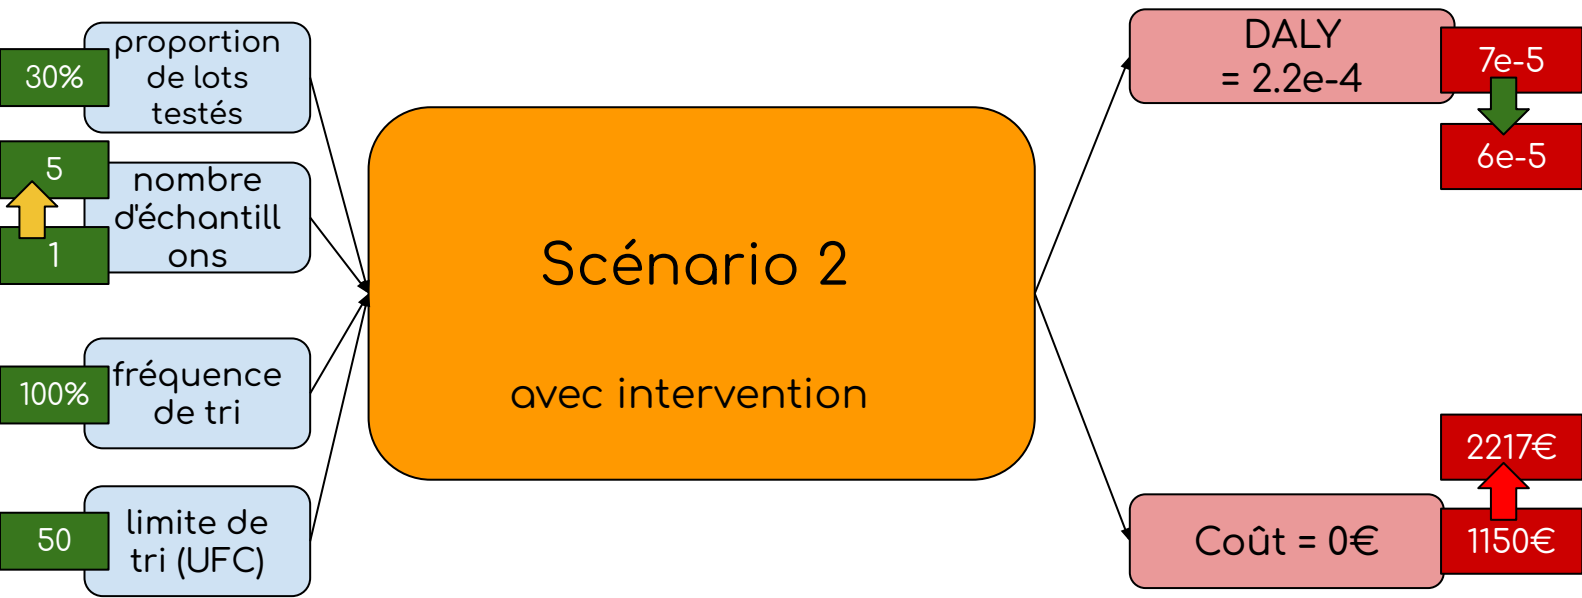 30%
proportion
de lots
testés
5
1
nombre
d'échantill
ons
100%
fréquence
de tri
50
limite de
tri (UFC)
Scénario 2
avec intervention
DALY
= 2.2e-4
7e-5
6e-5
Coût = 0€
2217€
1150€